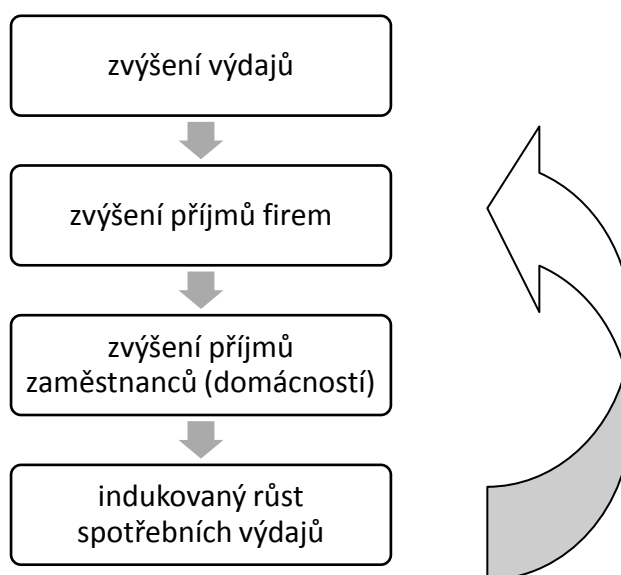 zvýšení výdajů
zvýšení příjmů firem
zvýšení příjmů
zaměstnanců (domácností)
indukovaný růst
spotřebních výdajů